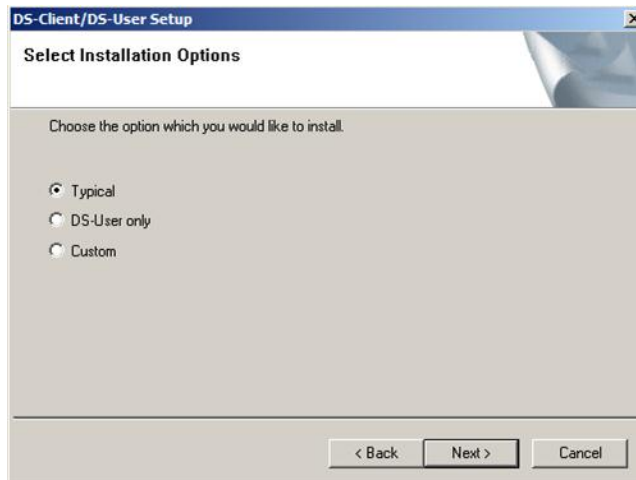 DS-Client/DS-User Setup
Select Installation Options
Choose the option which you would like to install.
Typical
DS-User only
Custom
< Back Next > Cancel